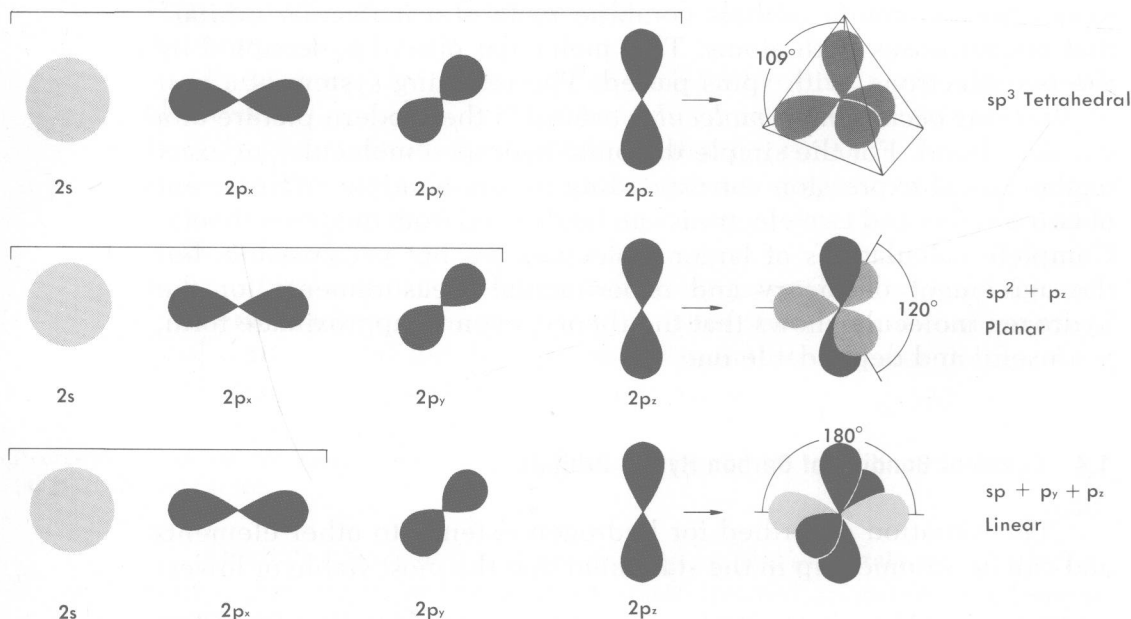 109°
sp³ Tetrahedral
2s 2pₓ 2pᵧ 2p_z
120°
sp² + p_z
Planar
2s 2pₓ 2pᵧ 2p_z
180°
sp + pᵧ + p_z
Linear
2s 2pₓ 2pᵧ 2p_z